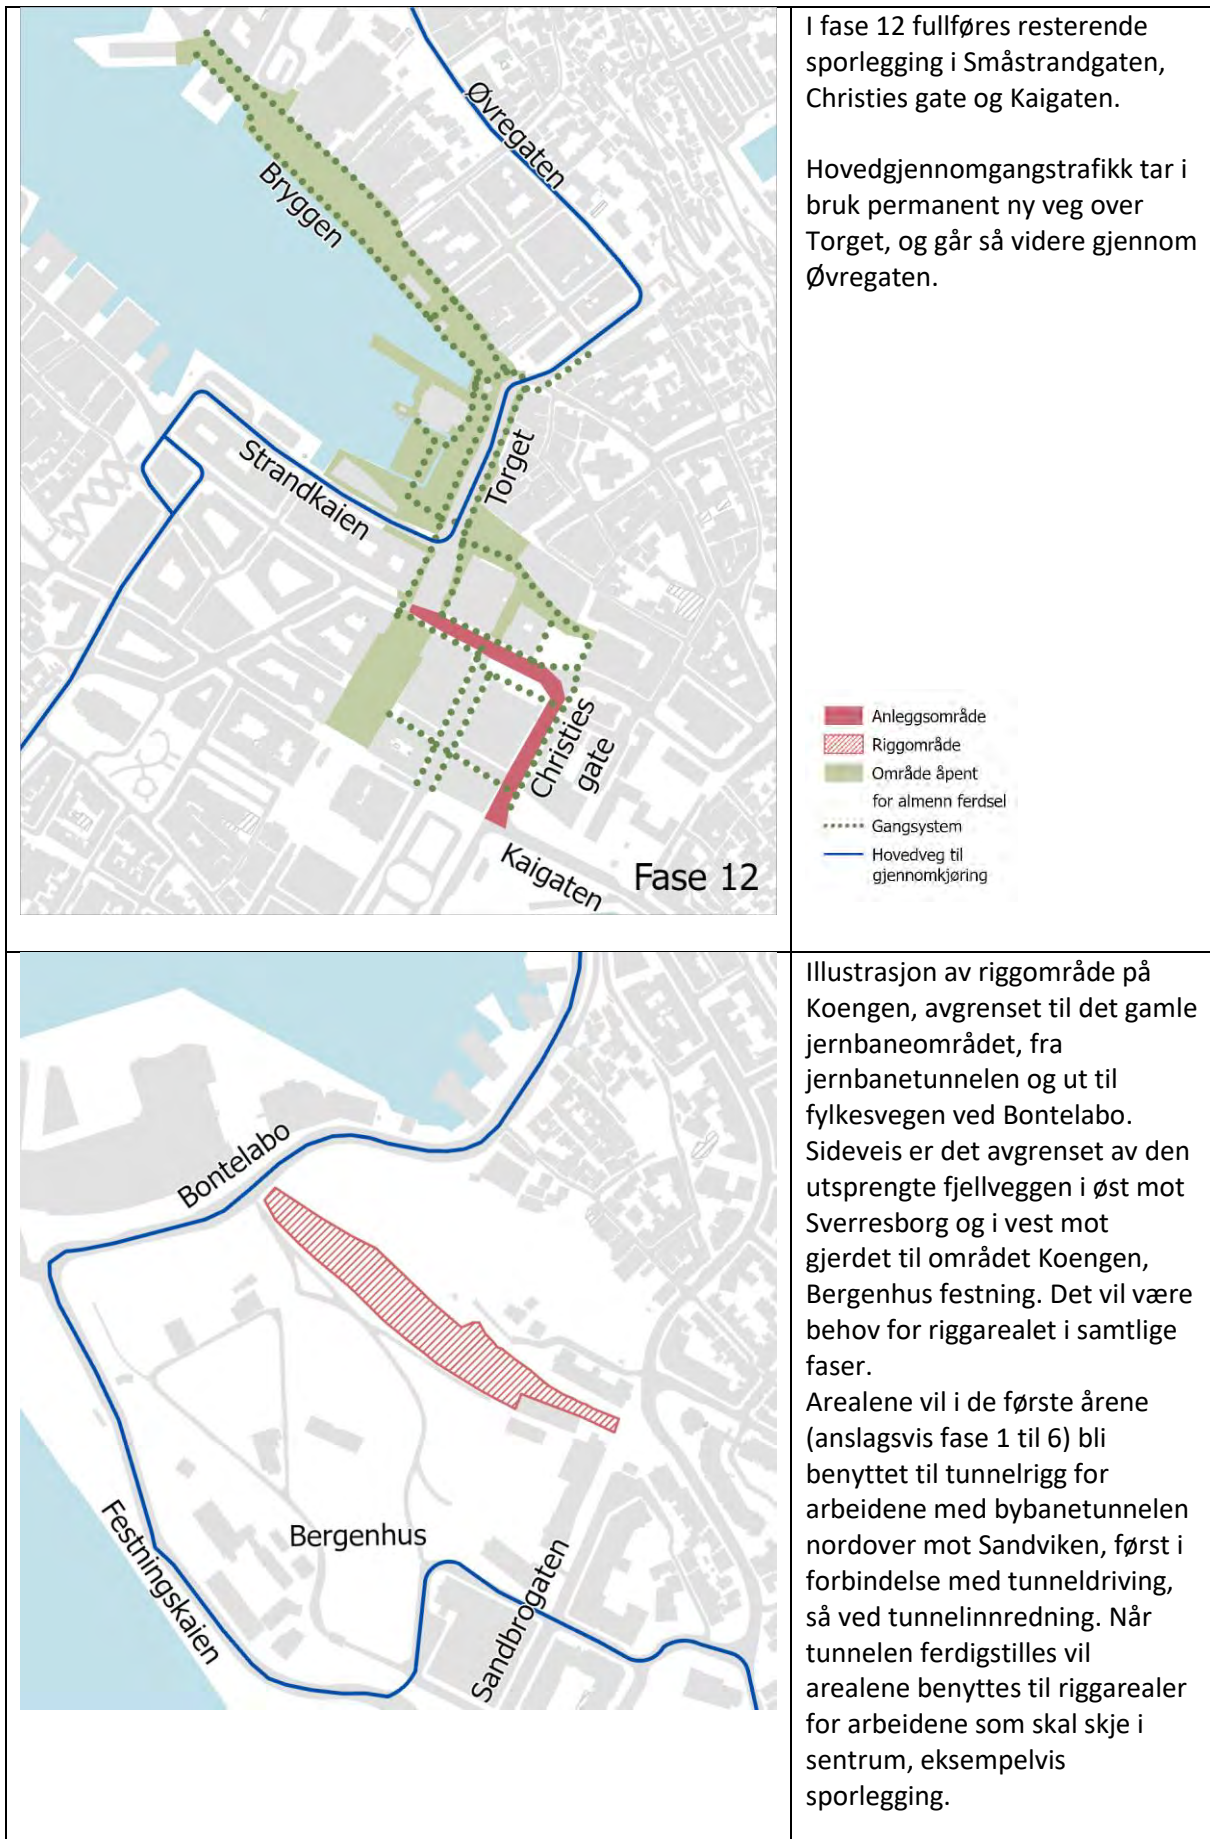 Øvregaten
Bryggen
Torget
Strandkaien
Christies
gate
Kaigaten
Fase 12
I fase 12 fullføres resterende
sporlegging i Småstrandgaten,
Christies gate og Kaigaten.
Hovedgjennomgangstrafikk tar i
bruk permanent ny veg over
Torget, og går så videre gjennom
Øvregaten.
Anleggsområde
Riggområde
Område åpent
for almenn ferdsel
Gangsystem
Hovedveg til
gjennomkjøring
Bontelabo
Bergenhus
Festningskaien
Sandbrogaten
Illustrasjon av riggområde på
Koengen, avgrenset til det gamle
jernbaneområdet, fra
jernbanetunnelen og ut til
fylkesvegen ved Bontelabo.
Sideveis er det avgrenset av den
utsprengte fjellveggen i øst mot
Sverresborg og i vest mot
gjerdet til området Koengen,
Bergenhus festning. Det vil være
behov for riggarealet i samtlige
faser.
Arealene vil i de første årene
(anslagsvis fase 1 til 6) bli
benyttet til tunnelrigg for
arbeidene med bybanetunnelen
nordover mot Sandviken, først i
forbindelse med tunneldriving,
så ved tunnelinnredning. Når
tunnelen ferdigstilles vil
arealene benyttes til riggarealer
for arbeidene som skal skje i
sentrum, eksempelvis
sporlegging.